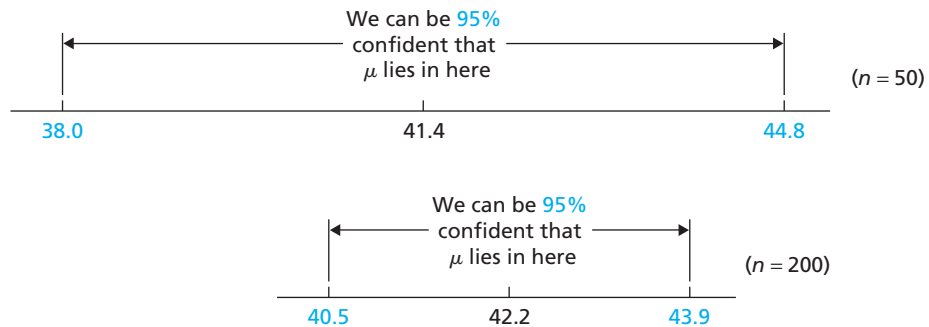 We can be 95%
confident that
μ lies in here
(n = 50)
38.0 41.4 44.8
We can be 95%
confident that
μ lies in here
(n = 200)
40.5 42.2 43.9